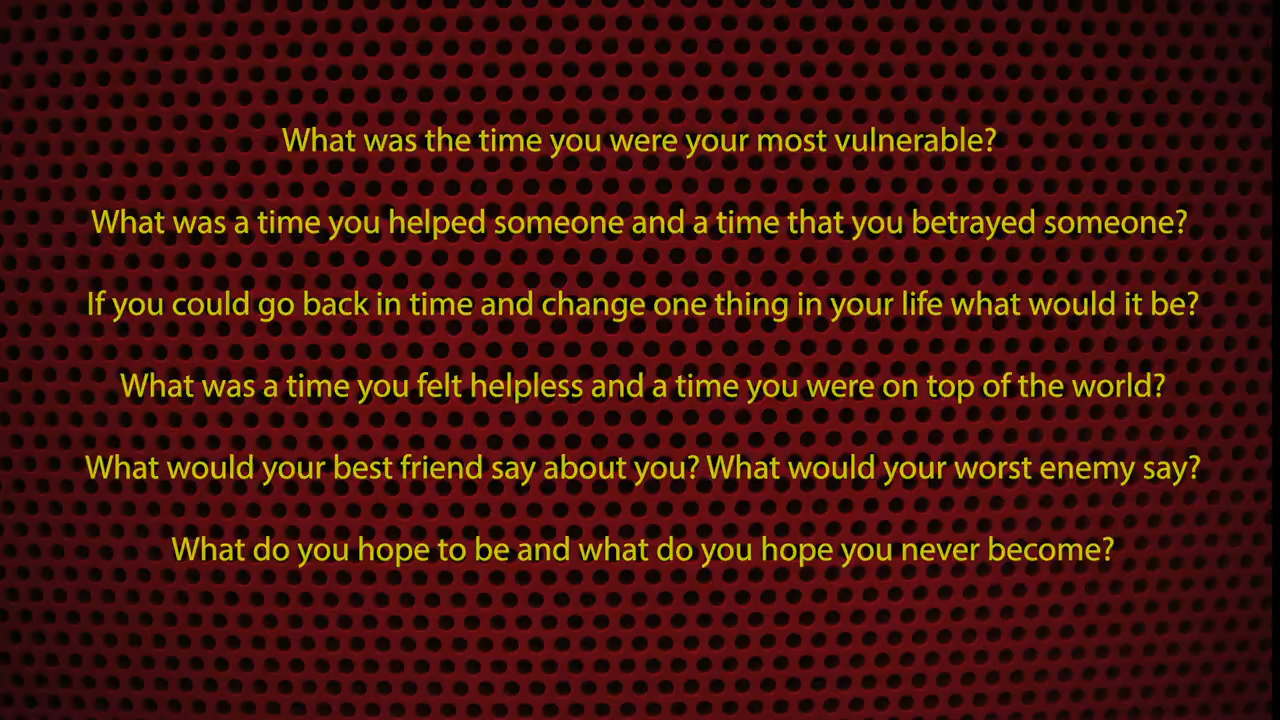 What was the time you were your most vulnerable?
What was a time you helped someone and a time that you betrayed someone?
If you could go back in time and change one thing in your life what would it be?
What was a time you felt helpless and a time you were on top of the world?
What would your best friend say about you? What would your worst enemy say?
What do you hope to be and what do you hope you never become?